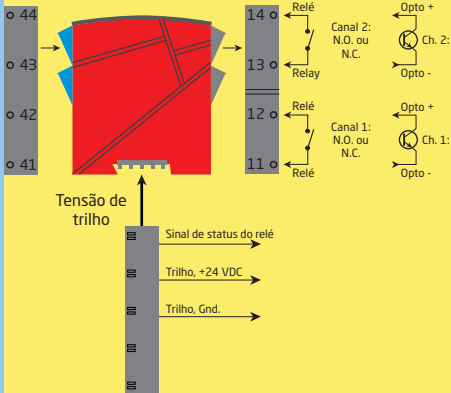 44
43
42
41
14
13
12
11
Relé
Relay
Canal 2:
N.O. ou
N.C.
Opto +
Ch. 2:
Opto -
Relé
Relé
Canal 1:
N.O. ou
N.C.
Opto +
Ch. 1:
Opto -
Tensão de
trilho
Sinal de status do relé
Trilho, +24 VDC
Trilho, Gnd.